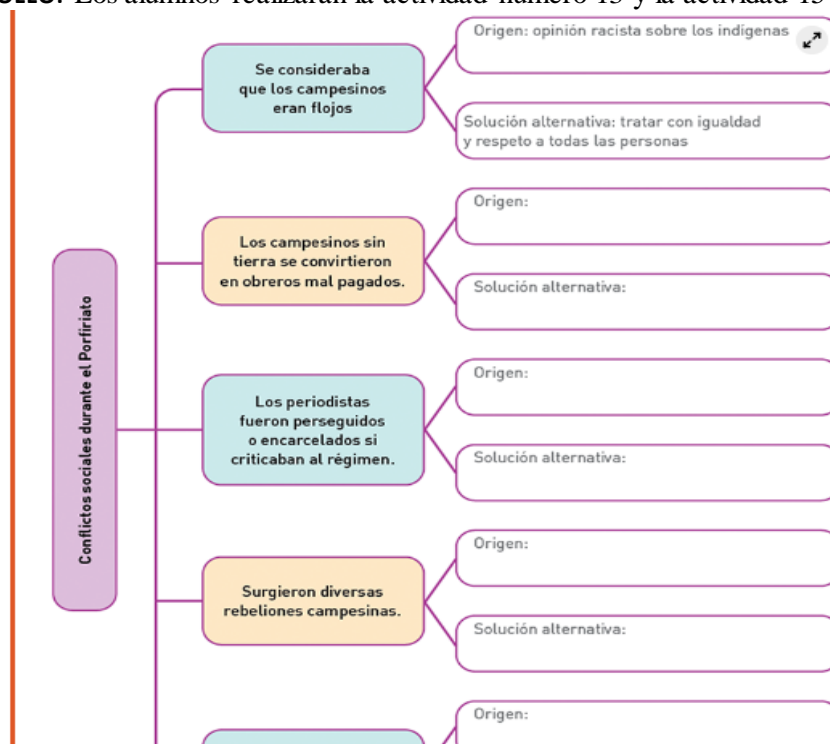 Los alumnos realizarán la actividad número 13 y la actividad 15
Origen: opinión racista sobre los indígenas
Se consideraba
que los campesinos
eran flojos
Solución alternativa: tratar con igualdad
y respeto a todas las personas
Origen:
Los campesinos sin
tierra se convirtieron
en obreros mal pagados.
Solución alternativa:
Conflictos sociales durante el Porfiriato
Origen:
Los periodistas
fueron perseguidos
o encarcelados si
criticaban al régimen.
Solución alternativa:
Origen:
Surgieron diversas
rebeliones campesinas.
Solución alternativa:
Origen: